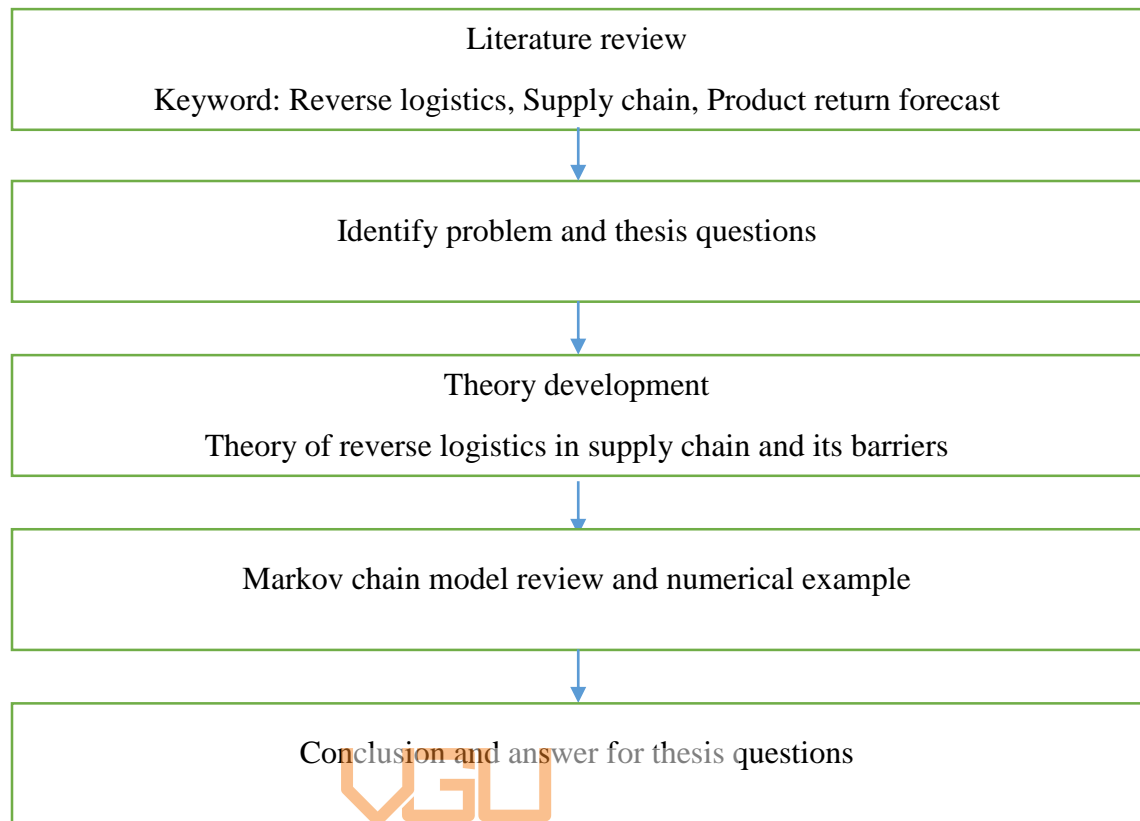 Literature review
Keyword: Reverse logistics, Supply chain, Product return forecast
Identify problem and thesis questions
Theory development
Theory of reverse logistics in supply chain and its barriers
Markov chain model review and numerical example
Conclusion and answer for thesis questions
VGU